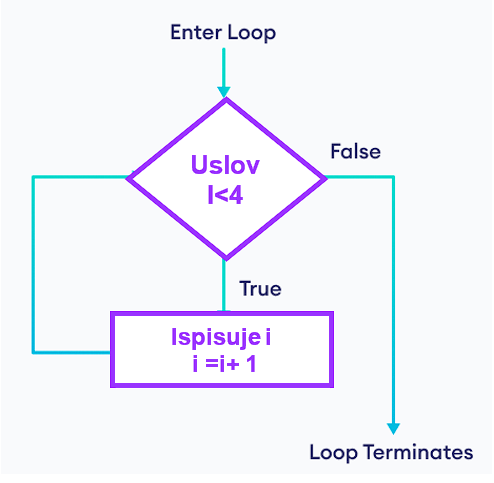 Enter Loop
Uslov
I<4
False
True
Ispisuje i
i =i+ 1
Loop Terminates